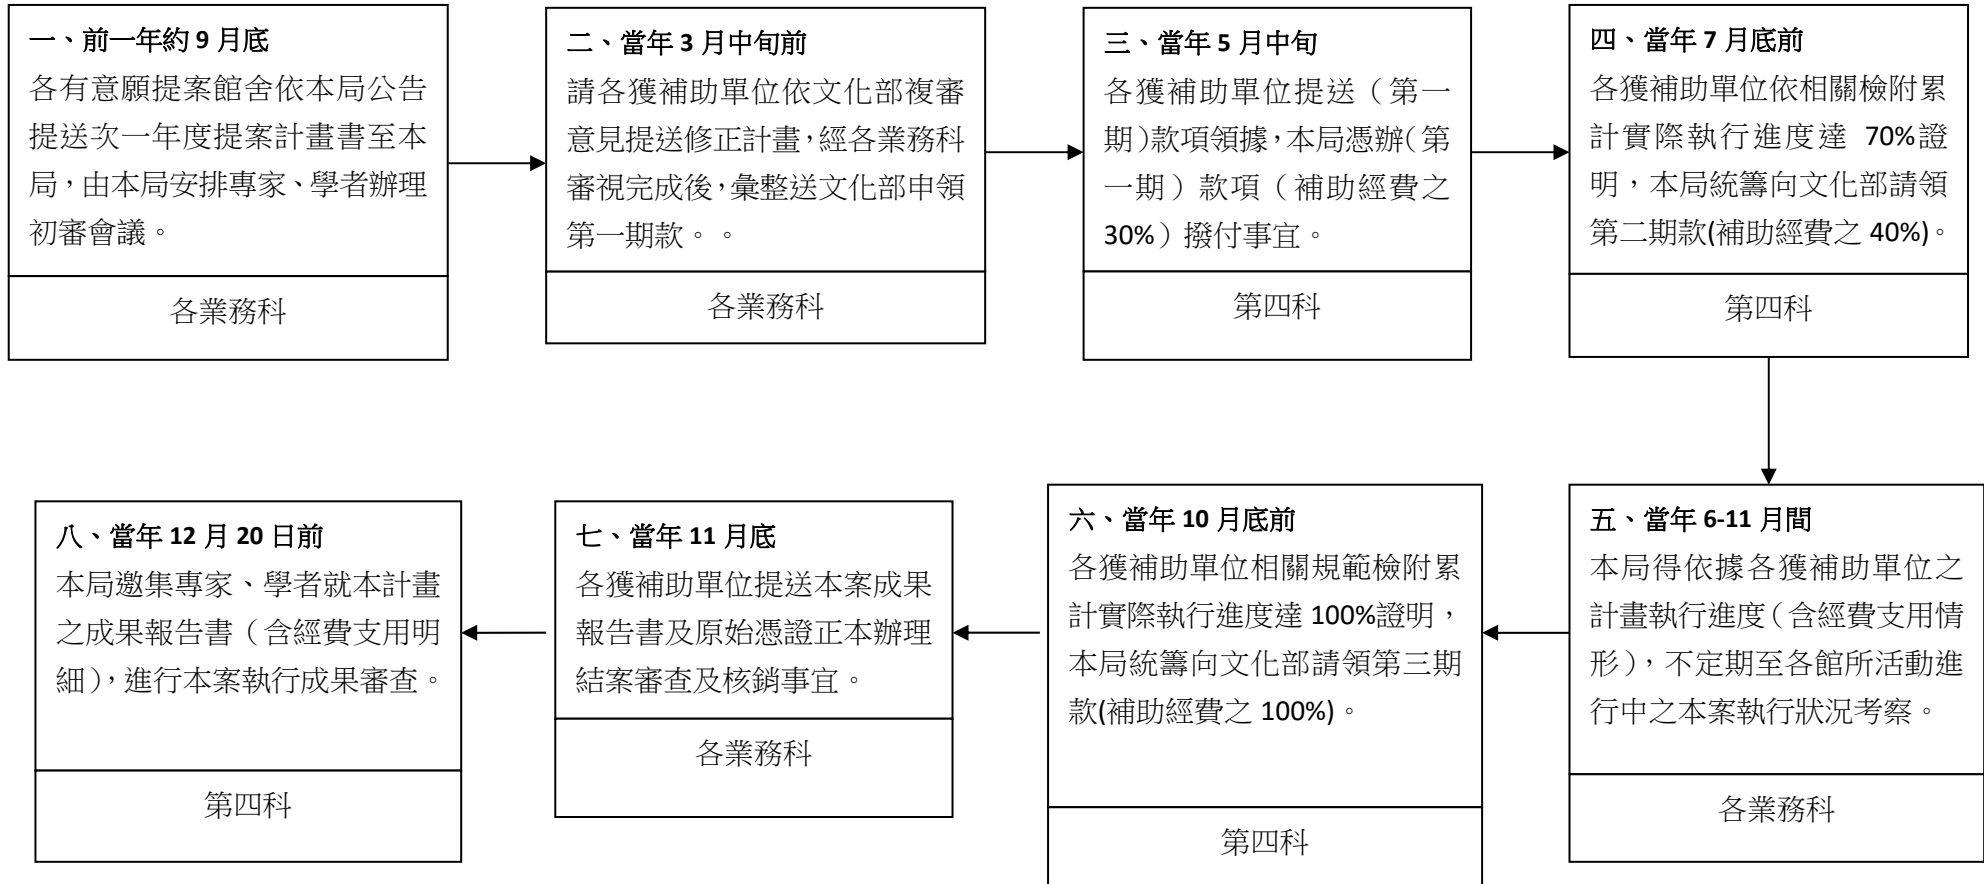 一、前一年約 9 月底
各有意願提案館舍依本局公告
提送次一年度提案計畫書至本
局，由本局安排專家、學者辦理
初審會議。
各業務科
二、當年 3 月中旬前
請各獲補助單位依文化部複審
意見提送修正計畫，經各業務科
審視完成後，彙整送文化部申領
第一期款。。
各業務科
三、當年 5 月中旬
各獲補助單位提送（第一
期）款項領據，本局憑辦（第
一期）款項（補助經費之
30%）撥付事宜。
第四科
四、當年 7 月底前
各獲補助單位依相關檢附累
計實際執行進度達 70%證
明，本局統籌向文化部請領
第二期款(補助經費之 40%)。
第四科
五、當年 6-11 月間
本局得依據各獲補助單位之
計畫執行進度（含經費支用情
形），不定期至各館所活動進
行中之本案執行狀況考察。
各業務科
六、當年 10 月底前
各獲補助單位相關規範檢附累
計實際執行進度達 100%證明，
本局統籌向文化部請領第三期
款(補助經費之 100%)。
第四科
七、當年 11 月底
各獲補助單位提送本案成果
報告書及原始憑證正本辦理
結案審查及核銷事宜。
各業務科
八、當年 12 月 20 日前
本局邀集專家、學者就本計畫
之成果報告書（含經費支用明
細），進行本案執行成果審查。
第四科